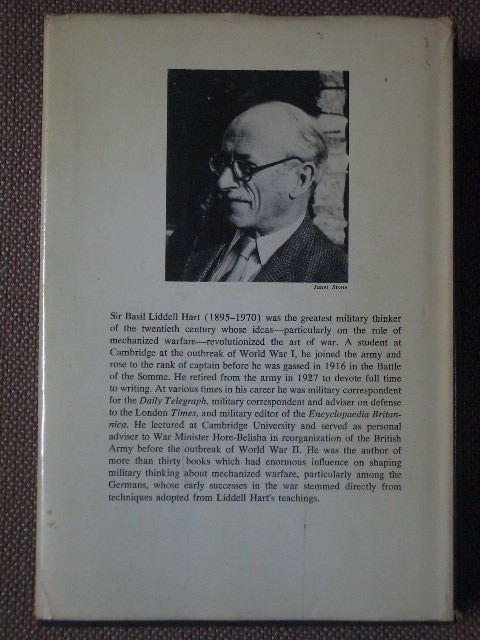 Janet Stone
Sir Basil Liddell Hart (1895-1970) was the greatest military thinker
of the twentieth century whose ideas—particularly on the role of
mechanized warfare—revolutionized the art of war. A student at
Cambridge at the outbreak of World War I, he joined the army and
rose to the rank of captain before he was gassed in 1916 in the Battle
of the Somme. He retired from the army in 1927 to devote full time
to writing. At various times in his career he was military correspondent
for the Daily Telegraph, military correspondent and adviser on defense
to the London Times, and military editor of the Encyclopaedia Britan-
nica. He lectured at Cambridge University and served as personal
adviser to War Minister Hore-Belisha in reorganization of the British
Army before the outbreak of World War II. He was the author of
more than thirty books which had enormous influence on shaping
military thinking about mechanized warfare, particularly among the
Germans, whose early successes in the war stemmed directly from
techniques adopted from Liddell Hart's teachings.